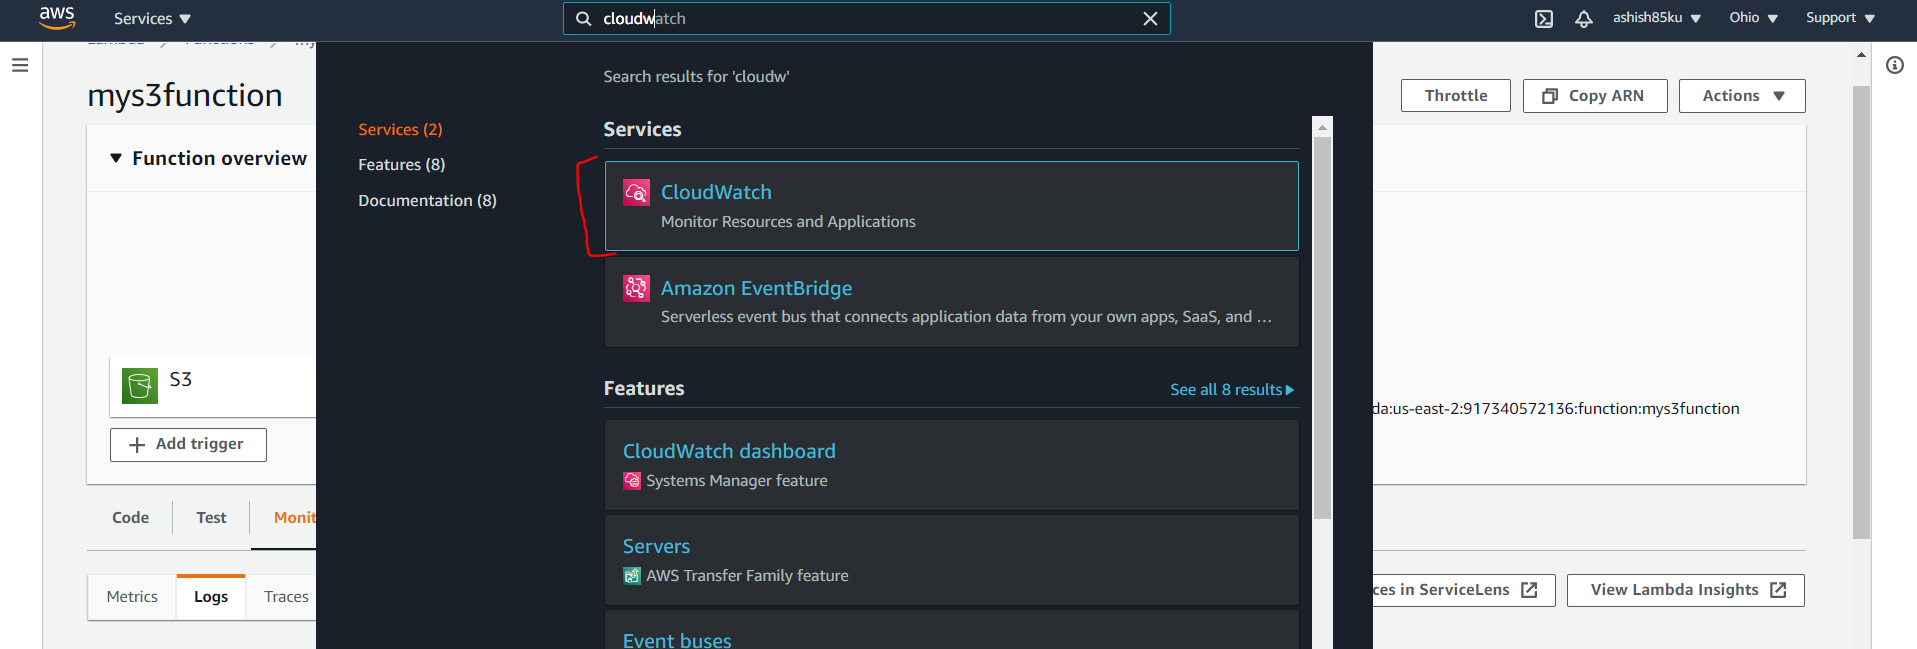 aws
Services ▼
cloudwatch
ashish85ku ▼
Ohio ▼
Support ▼
Lambda
Functions
mys3function
Throttle
Copy ARN
Actions ▼
Function overview
S3
+ Add trigger
Code
Test
Monit
Metrics
Logs
Traces
Search results for 'cloudw'
Services (2)
Features (8)
Documentation (8)
Services
CloudWatch
Monitor Resources and Applications
Amazon EventBridge
Serverless event bus that connects application data from your own apps, SaaS, and ...
Features
See all 8 results
CloudWatch dashboard
Systems Manager feature
Servers
AWS Transfer Family feature
Event buses
da:us-east-2:917340572136:function:mys3function
ces in ServiceLens
View Lambda Insights